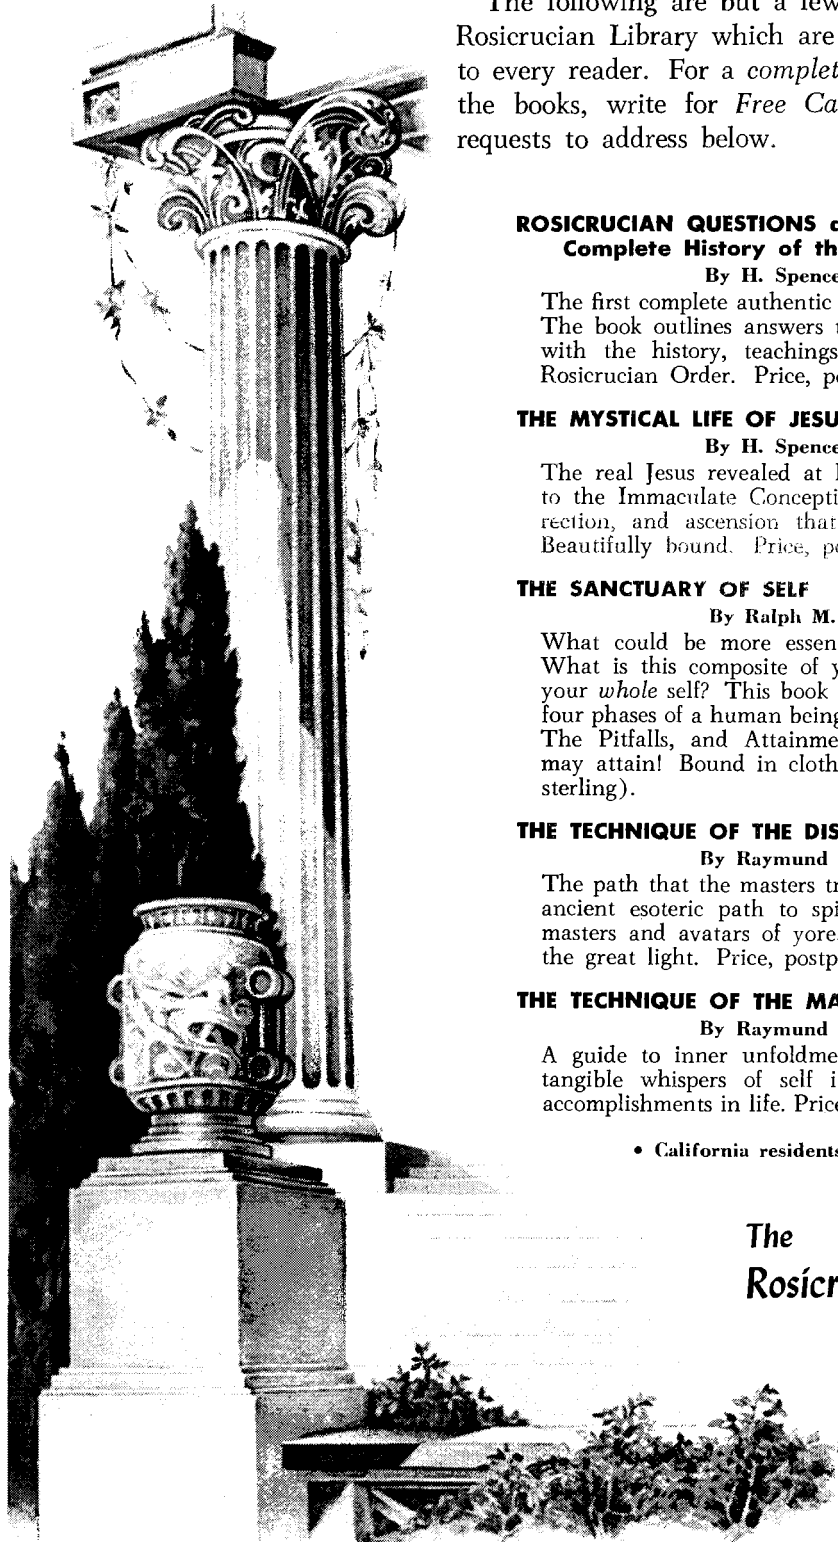 The following are but a few
Rosicrucian Library which are
to every reader. For a complet
the books, write for Free Ca
requests to address below.
ROSICRUCIAN QUESTIONS
Complete History of th
By H. Spence
The first complete authentic
The book outlines answers t
with the history, teachings
Rosicrucian Order. Price, p
THE MYSTICAL LIFE OF JESU
By H. Spence
The real Jesus revealed at l
to the Immaculate Concepti
rection, and ascension that
Beautifully bound. Price, p
THE SANCTUARY OF SELF
By Ralph M.
What could be more essen
What is this composite of y
your whole self? This book
four phases of a human being
The Pitfalls, and Attainme
may attain! Bound in cloth
sterling).
THE TECHNIQUE OF THE DIS
By Raymund
The path that the masters tr
ancient esoteric path to spi
masters and avatars of yore
the great light. Price, postp
THE TECHNIQUE OF THE MA
By Raymund
A guide to inner unfoldme
tangible whispers of self i
accomplishments in life. Price
• California residents
The
Rosicr